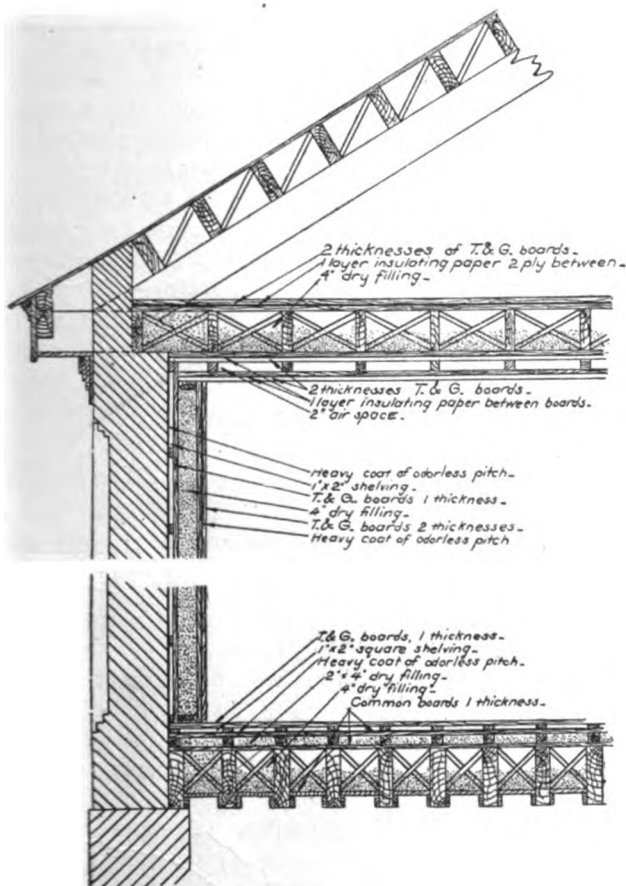 2 thicknesses of T. & G. boards-
1 layer insulating paper 2 ply between-
4" dry filling-
2 thicknesses T. & G. boards-
1 layer insulating paper between boards-
2" air space-
Heavy coat of odorless pitch-
1"x2" shelving-
T. & G. boards 1 thickness-
4" dry filling-
T. & G. boards 2 thicknesses-
Heavy coat of odorless pitch
T. & G. boards, 1 thickness-
1"x2" square shelving-
Heavy coat of odorless pitch-
2"x4" dry filling-
4" dry filling-
Common boards 1 thickness-